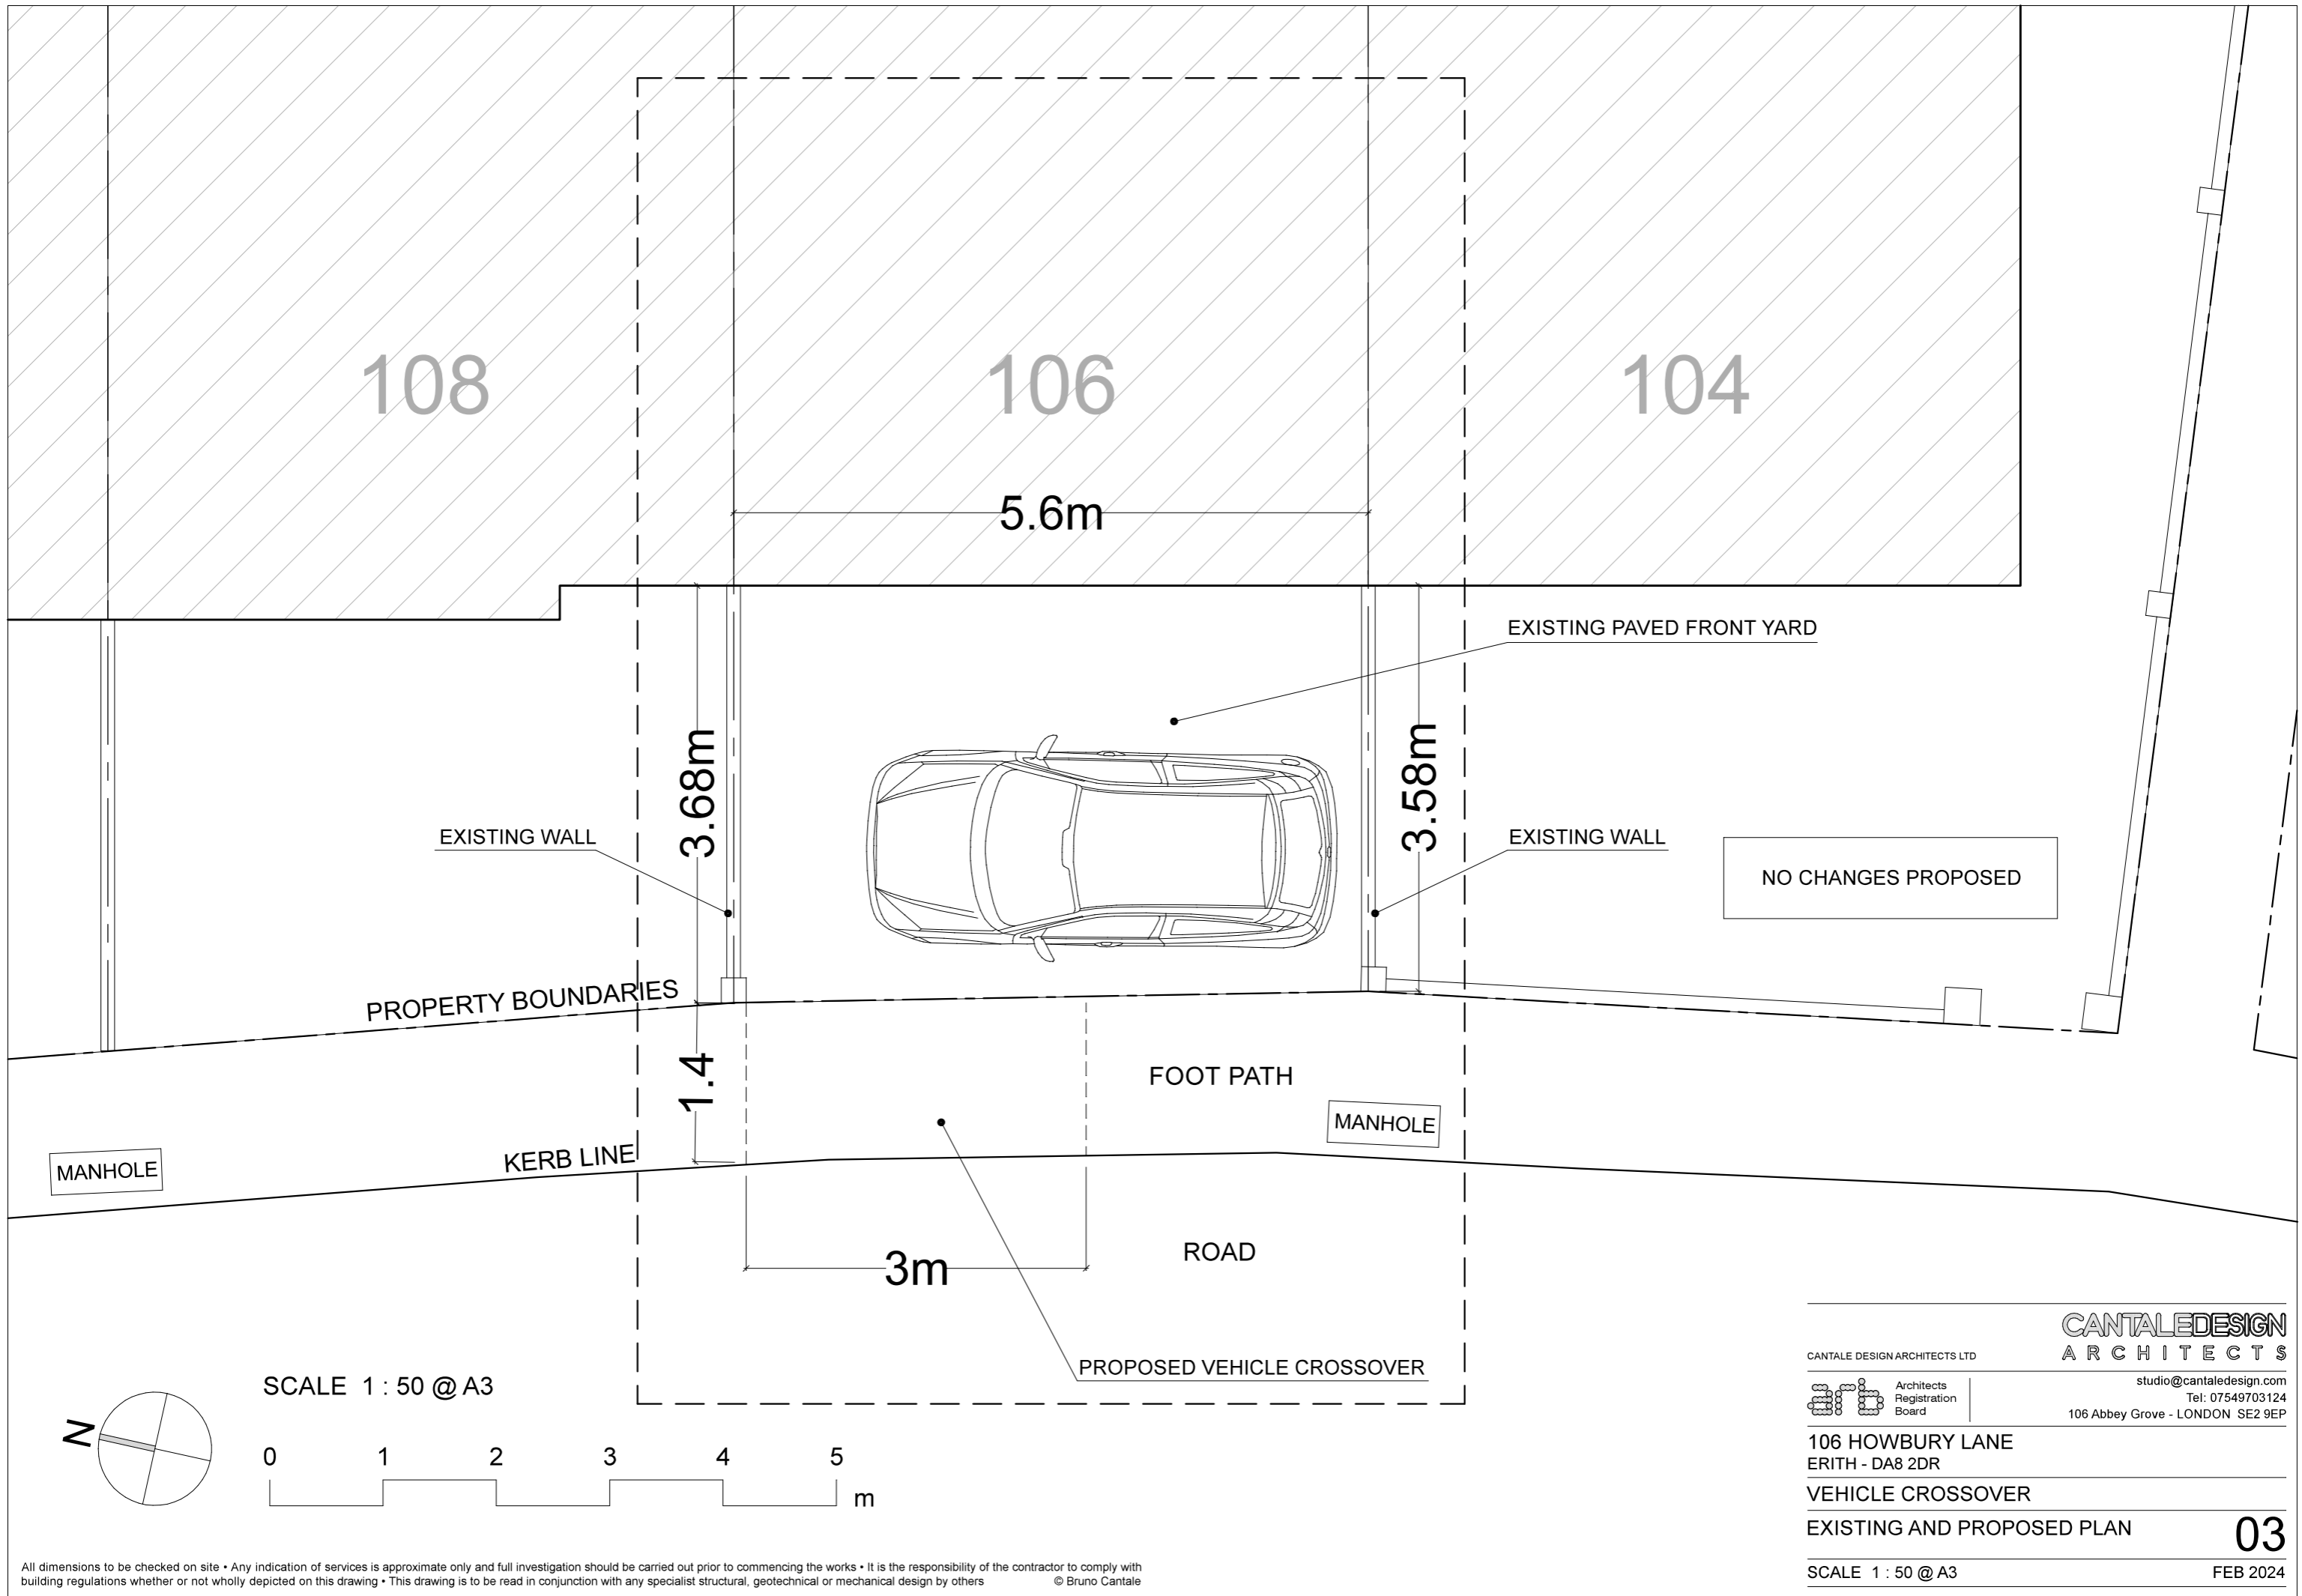 108
106
104
5.6m
EXISTING PAVED FRONT YARD
3.68m
3.58m
EXISTING WALL
EXISTING WALL
NO CHANGES PROPOSED
PROPERTY BOUNDARIES
1.4
FOOT PATH
MANHOLE
KERB LINE
MANHOLE
3m
ROAD
PROPOSED VEHICLE CROSSOVER
SCALE 1 : 50 @ A3
N
0 1 2 3 4 5
m
CANTALEDESIGN
ARCHITECTS
CANTALE DESIGN ARCHITECTS LTD
arb
Architects
Registration
Board
studio@cantaledesign.com
Tel: 07549703124
106 Abbey Grove - LONDON SE2 9EP
106 HOWBURY LANE
ERITH - DA8 2DR
VEHICLE CROSSOVER
EXISTING AND PROPOSED PLAN
03
SCALE 1 : 50 @ A3
FEB 2024
All dimensions to be checked on site • Any indication of services is approximate only and full investigation should be carried out prior to commencing the works • It is the responsibility of the contractor to comply with
building regulations whether or not wholly depicted on this drawing • This drawing is to be read in conjunction with any specialist structural, geotechnical or mechanical design by others © Bruno Cantale